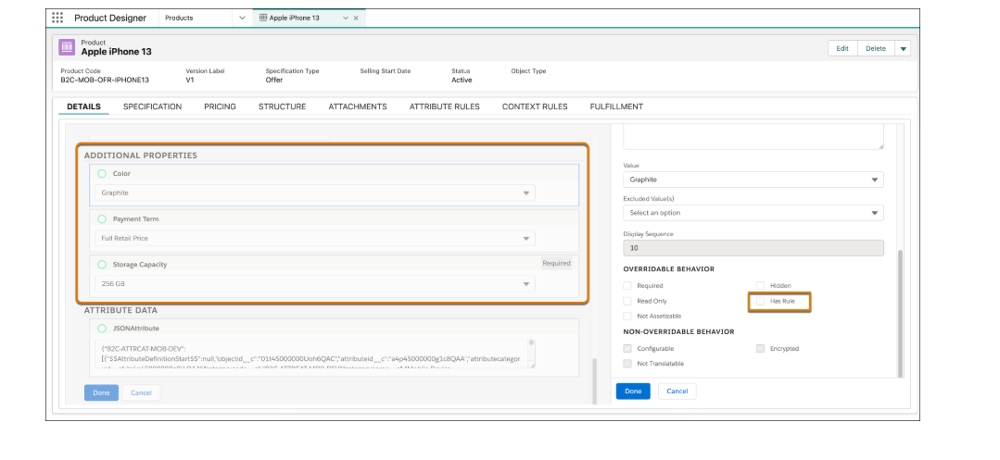 Product Designer
Products
Apple iPhone 13
Product
Apple iPhone 13
Edit
Delete
Product Code
Version Label
Specification Type
Selling Start Date
Status
Object Type
B2C-MOB-OFR-IPHONE13
V1
Offer
Active
DETAILS
SPECIFICATION
PRICING
STRUCTURE
ATTACHMENTS
ATTRIBUTE RULES
CONTEXT RULES
FULFILLMENT
ADDITIONAL PROPERTIES
Color
Graphite
Payment Term
Full Retail Price
Storage Capacity
Required
256 GB
ATTRIBUTE DATA
JSONAttribute
{"B2C-ATTRCAT-MOB-DEV":
[{"$$AttributeDefinitionStart$$":null,"objectid__c":"01t4S000000Uoh6QAC","attributeid__c":"a4p4S0000000g1c8QAA","attributecategor
Done
Cancel
Value
Graphite
Excluded Value(s)
Select an option
Display Sequence
10
OVERRIDABLE BEHAVIOR
Required
Hidden
Read Only
Has Rule
Not Assetizable
NON-OVERRIDABLE BEHAVIOR
Configurable
Encrypted
Not Translatable
Done
Cancel